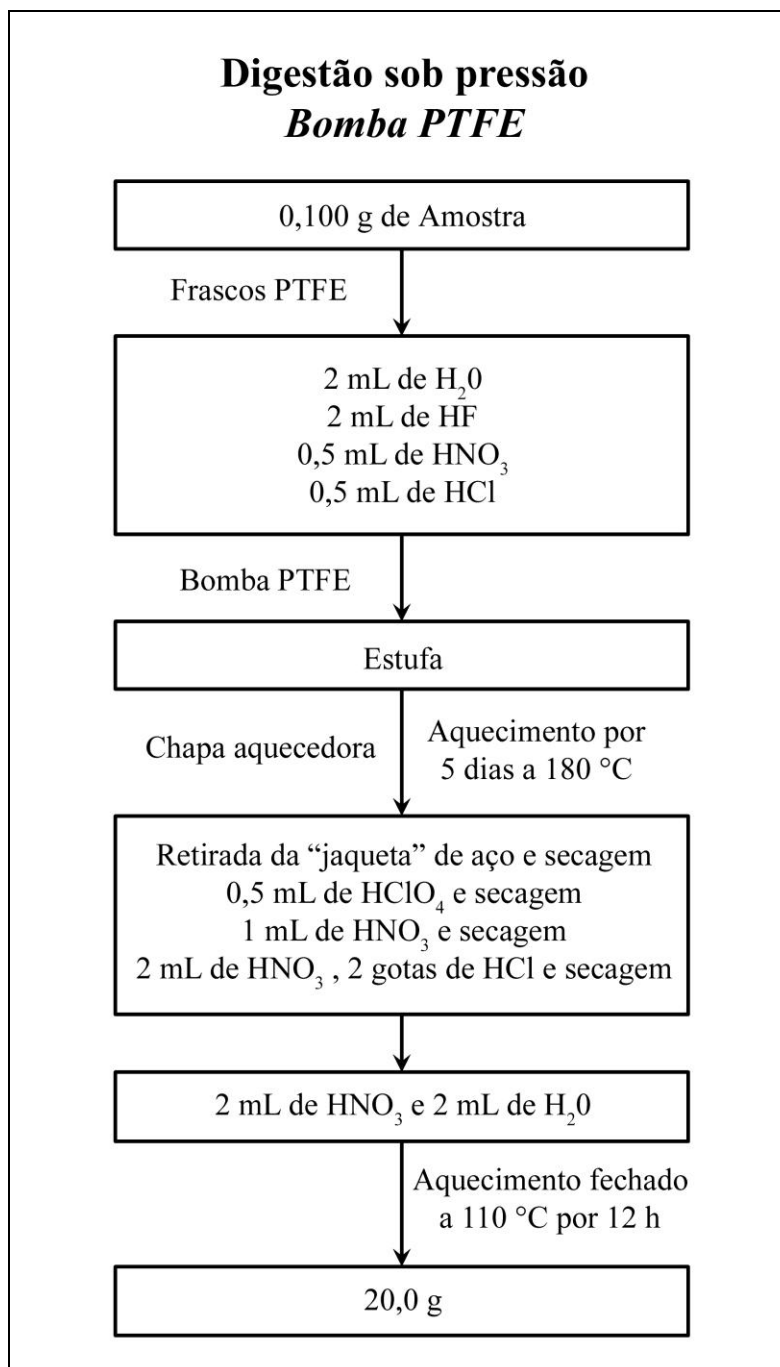 Digestão sob pressão
Bomba PTFE
0,100 g de Amostra
Frascos PTFE
2 mL de H₂0
2 mL de HF
0,5 mL de HNO₃
0,5 mL de HCl
Bomba PTFE
Estufa
Chapa aquecedora
Aquecimento por
5 dias a 180 °C
Retirada da “jaqueta” de aço e secagem
0,5 mL de HClO₄ e secagem
1 mL de HNO₃ e secagem
2 mL de HNO₃ , 2 gotas de HCl e secagem
2 mL de HNO₃ e 2 mL de H₂0
Aquecimento fechado
a 110 °C por 12 h
20,0 g